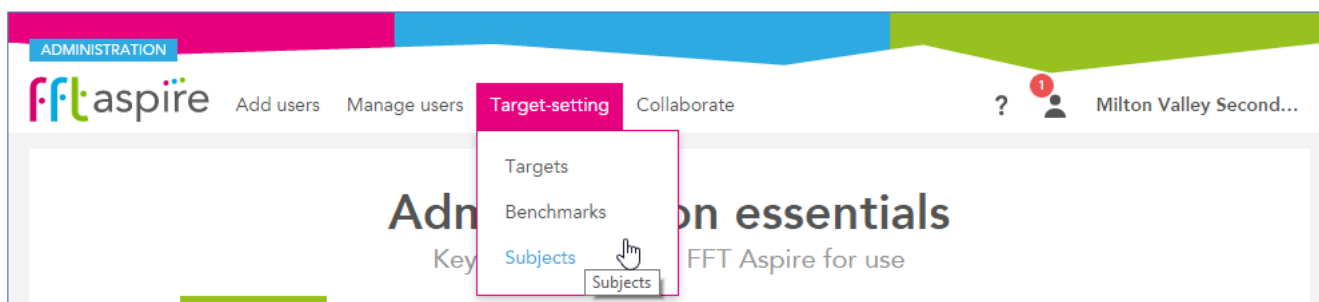 ADMINISTRATION
fft aspire Add users Manage users Target-setting Collaborate ? 1 Milton Valley Second...
Targets
Adm on essentials
Benchmarks
Key FFT Aspire for use
Subjects
Subjects